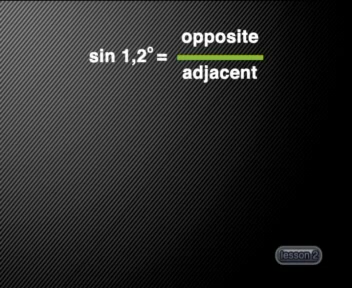 opposite
sin 1,2° =
adjacent
lesson 2